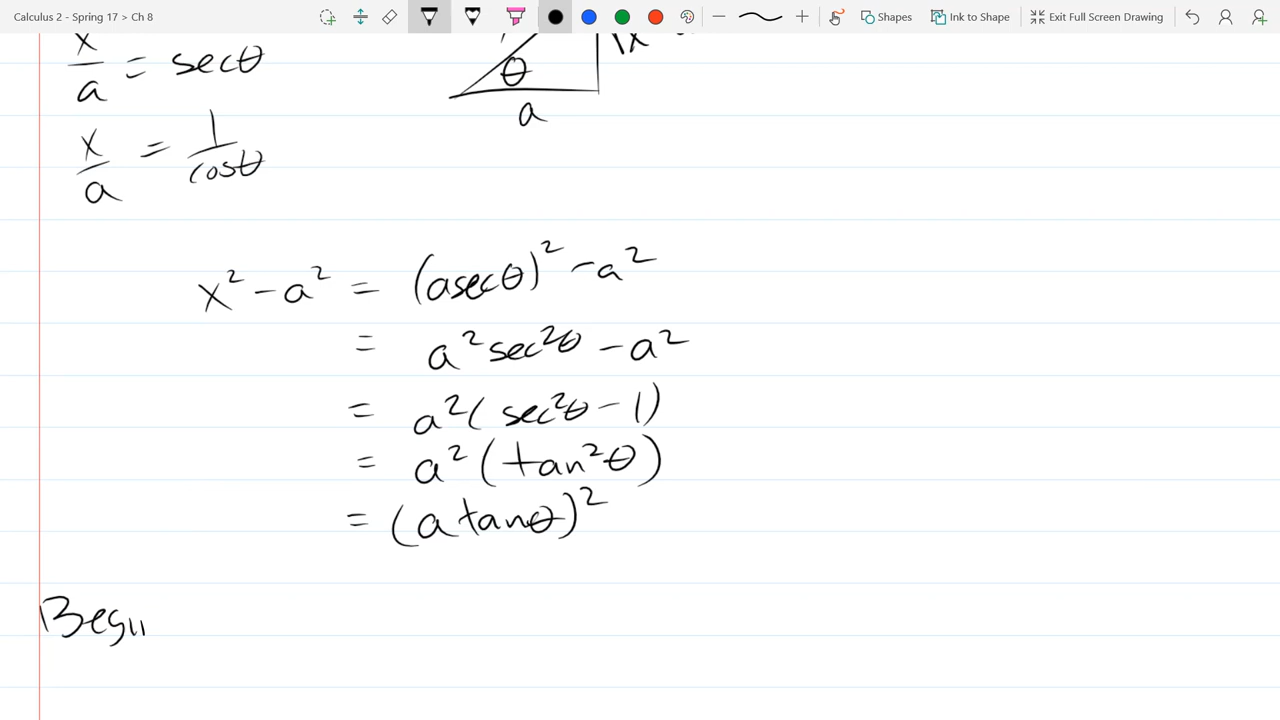 Calculus 2 - Spring 17 > Ch 8
Shapes
Ink to Shape
Exit Full Screen Drawing
x/a = secθ
θ
a
x/a = 1/cosθ
x² - a² = (asecθ)² - a²
= a²sec²θ - a²
= a²(sec²θ - 1)
= a²(tan²θ)
= (a tanθ)²